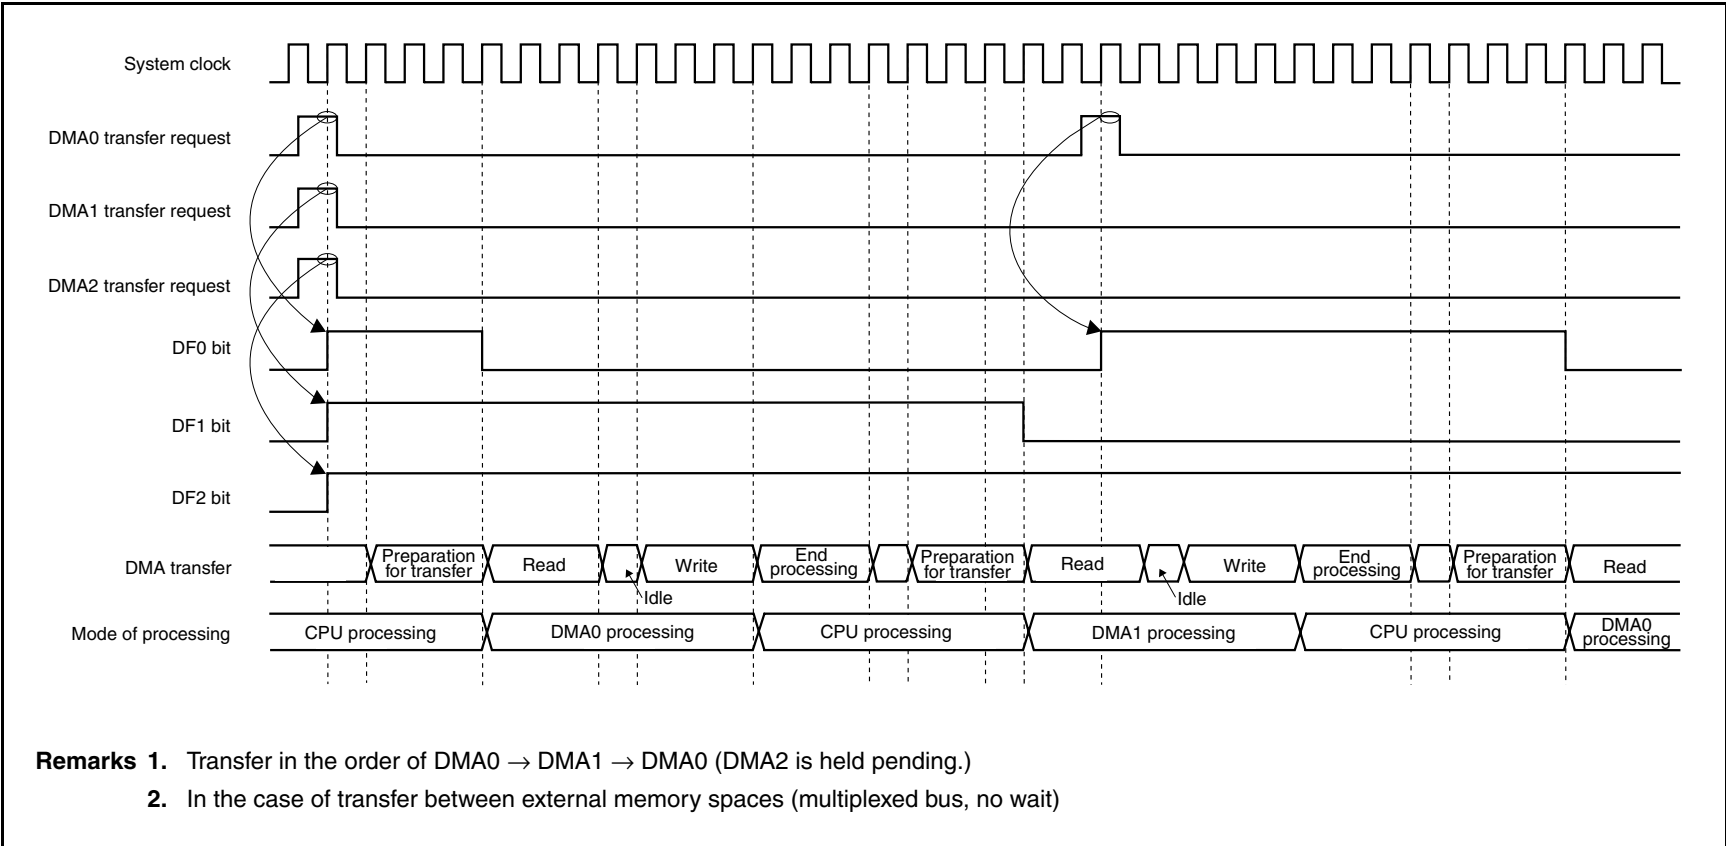 System clock
DMA0 transfer request
DMA1 transfer request
DMA2 transfer request
DF0 bit
DF1 bit
DF2 bit
DMA transfer
Preparation
for transfer
Read
Idle
Write
End
processing
Preparation
for transfer
Read
Idle
Write
End
processing
Preparation
for transfer
Read
Mode of processing
CPU processing
DMA0 processing
CPU processing
DMA1 processing
CPU processing
DMA0
processing
Remarks 1. Transfer in the order of DMA0 → DMA1 → DMA0 (DMA2 is held pending.)
2. In the case of transfer between external memory spaces (multiplexed bus, no wait)